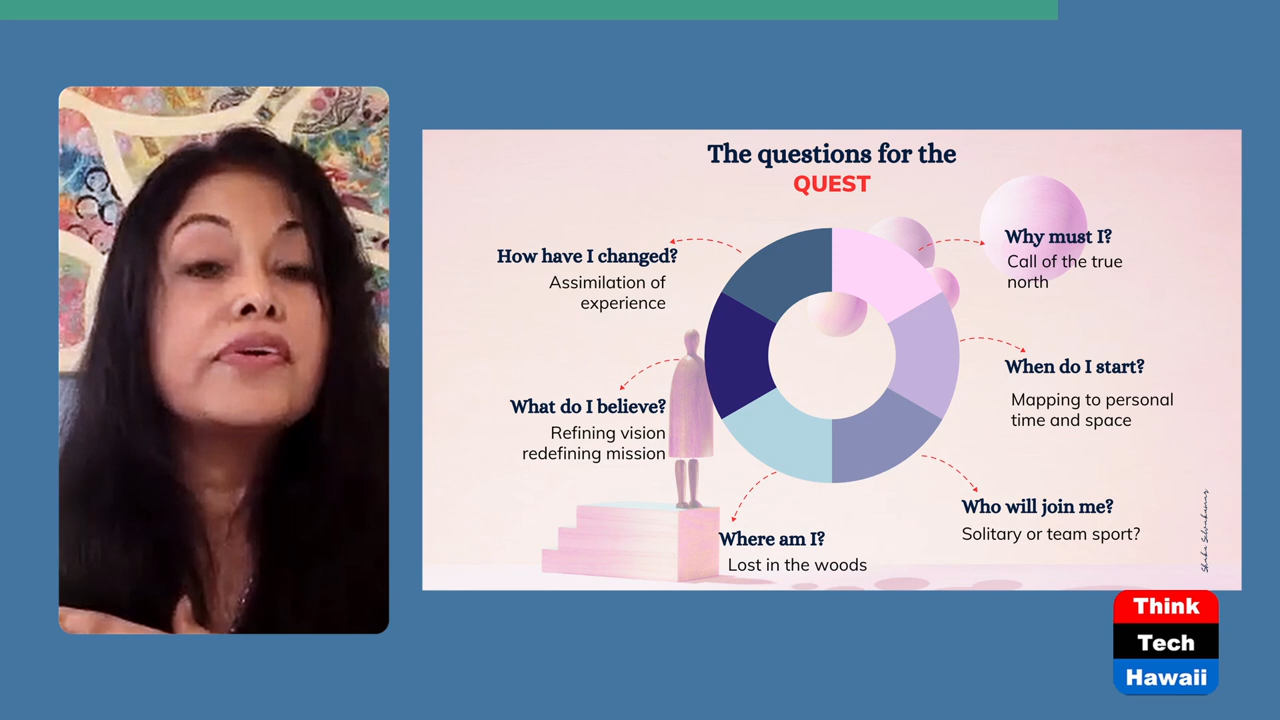 The questions for the
QUEST
Why must I?
Call of the true
north
When do I start?
Mapping to personal
time and space
Who will join me?
Solitary or team sport?
Where am I?
Lost in the woods
What do I believe?
Refining vision
redefining mission
How have I changed?
Assimilation of
experience
Think
Tech
Hawaii